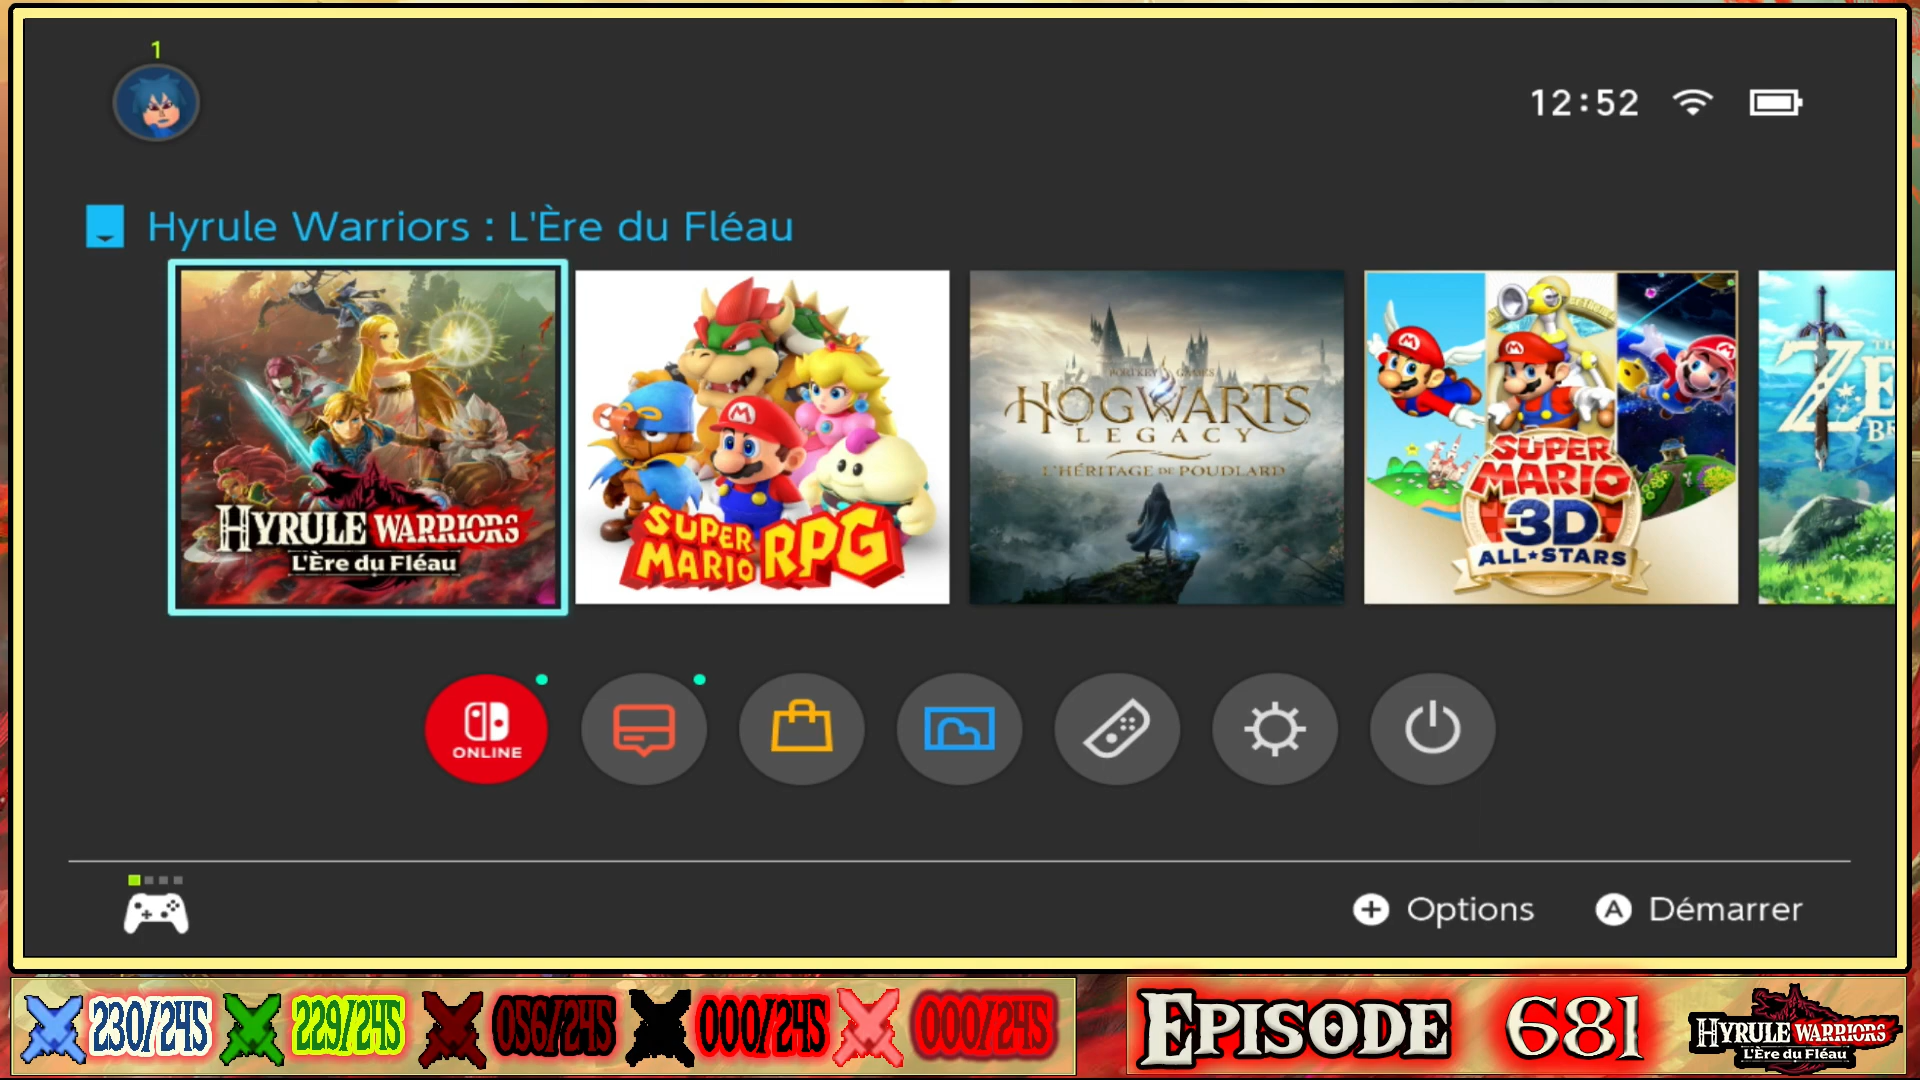 1
12:52
Hyrule Warriors : L'Ère du Fléau
HYRULE WARRIORS
L'Ère du Fléau
SUPER
MARIO RPG
PORTKEY GAMES
HOGWARTS
LEGACY
L'HÉRITAGE DE POUDLARD
SUPER
MARIO
3D
ALL★STARS
ONLINE
+ Options
A Démarrer
230/245
229/245
056/245
000/245
000/245
EPISODE 681
HYRULE WARRIORS
L'Ère du Fléau